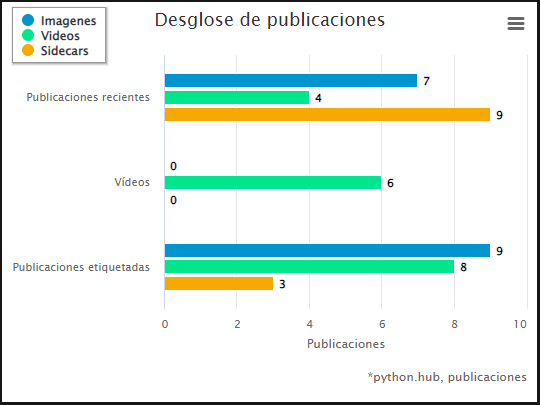 Desglose de publicaciones
Imagenes
Videos
Sidecars
Publicaciones recientes
7
4
9
Vídeos
0
6
0
Publicaciones etiquetadas
9
8
3
0 2 4 6 8 10
Publicaciones
*python.hub, publicaciones